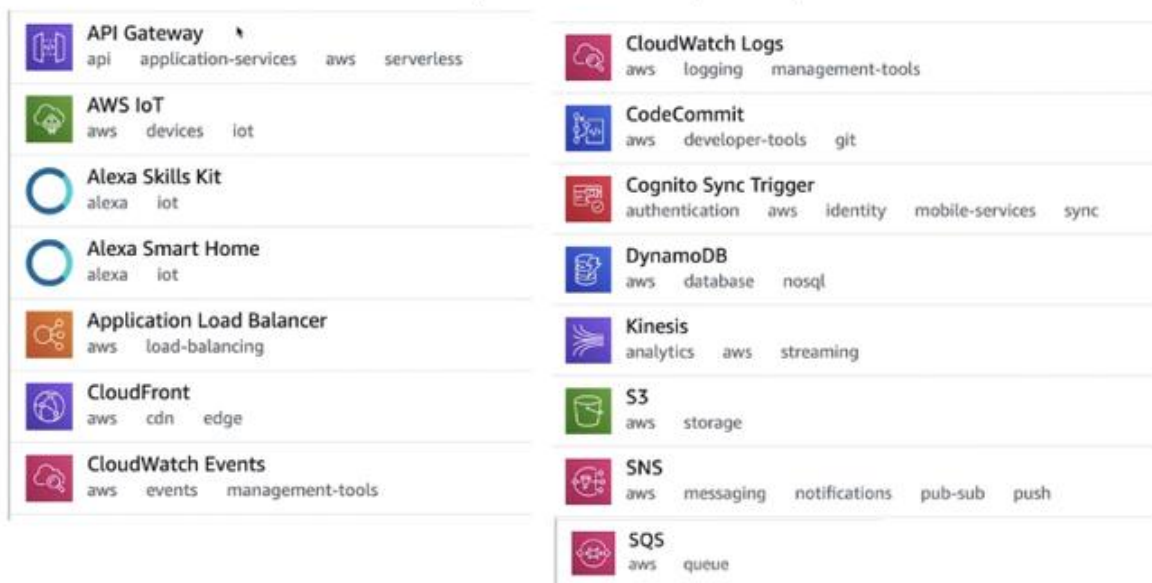 API Gateway
api application-services aws serverless
AWS IoT
aws devices iot
Alexa Skills Kit
alexa iot
Alexa Smart Home
alexa iot
Application Load Balancer
aws load-balancing
CloudFront
aws cdn edge
CloudWatch Events
aws events management-tools
CloudWatch Logs
aws logging management-tools
CodeCommit
aws developer-tools git
Cognito Sync Trigger
authentication aws identity mobile-services sync
DynamoDB
aws database nosql
Kinesis
analytics aws streaming
S3
aws storage
SNS
aws messaging notifications pub-sub push
SQS
aws queue